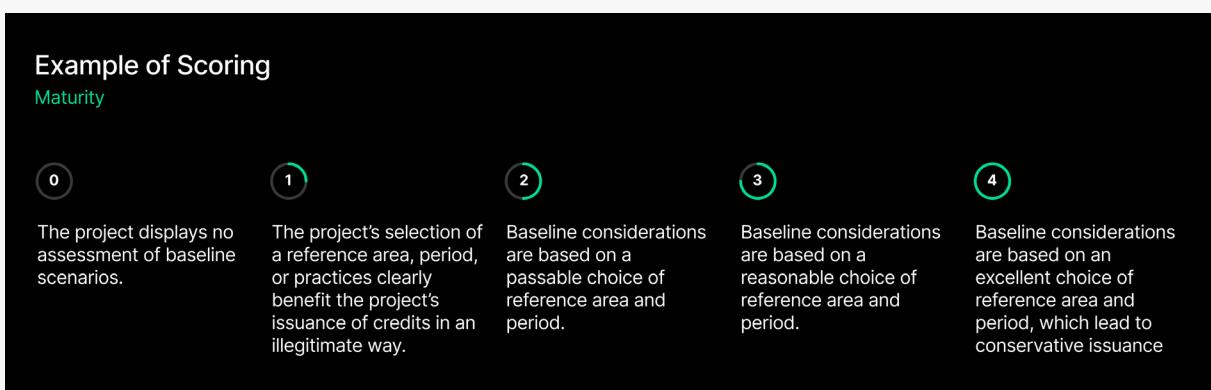 Example of Scoring
Maturity
0
The project displays no
assessment of baseline
scenarios.
1
The project’s selection of
a reference area, period,
or practices clearly
benefit the project’s
issuance of credits in an
illegitimate way.
2
Baseline considerations
are based on a
passable choice of
reference area and
period.
3
Baseline considerations
are based on a
reasonable choice of
reference area and
period.
4
Baseline considerations
are based on an
excellent choice of
reference area and
period, which lead to
conservative issuance